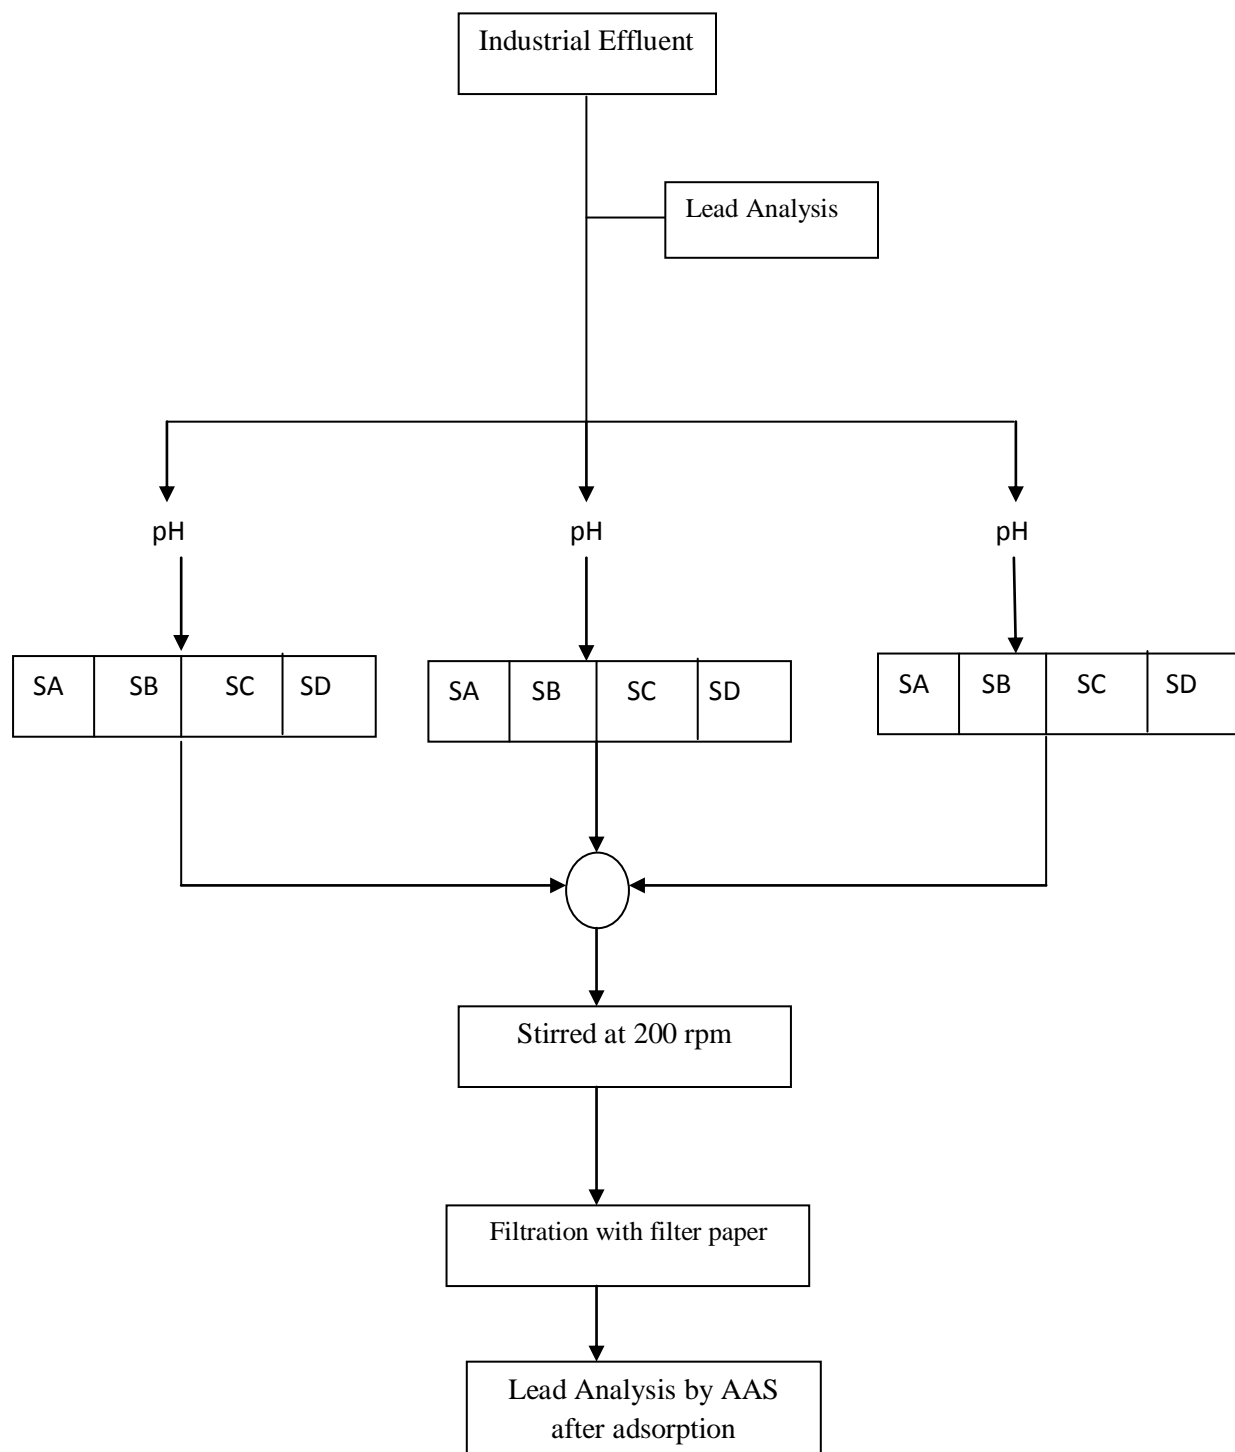 Industrial Effluent
Lead Analysis
pH
pH
pH
SA SB SC SD
SA SB SC SD
SA SB SC SD
Stirred at 200 rpm
Filtration with filter paper
Lead Analysis by AAS
after adsorption